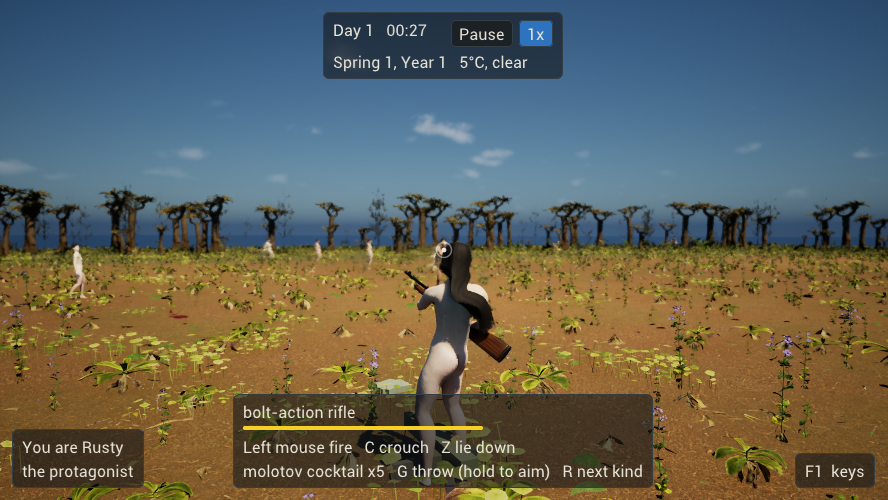 Day 1 00:27 Pause 1x
Spring 1, Year 1 5°C, clear
bolt-action rifle
Left mouse fire C crouch Z lie down
molotov cocktail x5 G throw (hold to aim) R next kind
You are Rusty
the protagonist
F1 keys